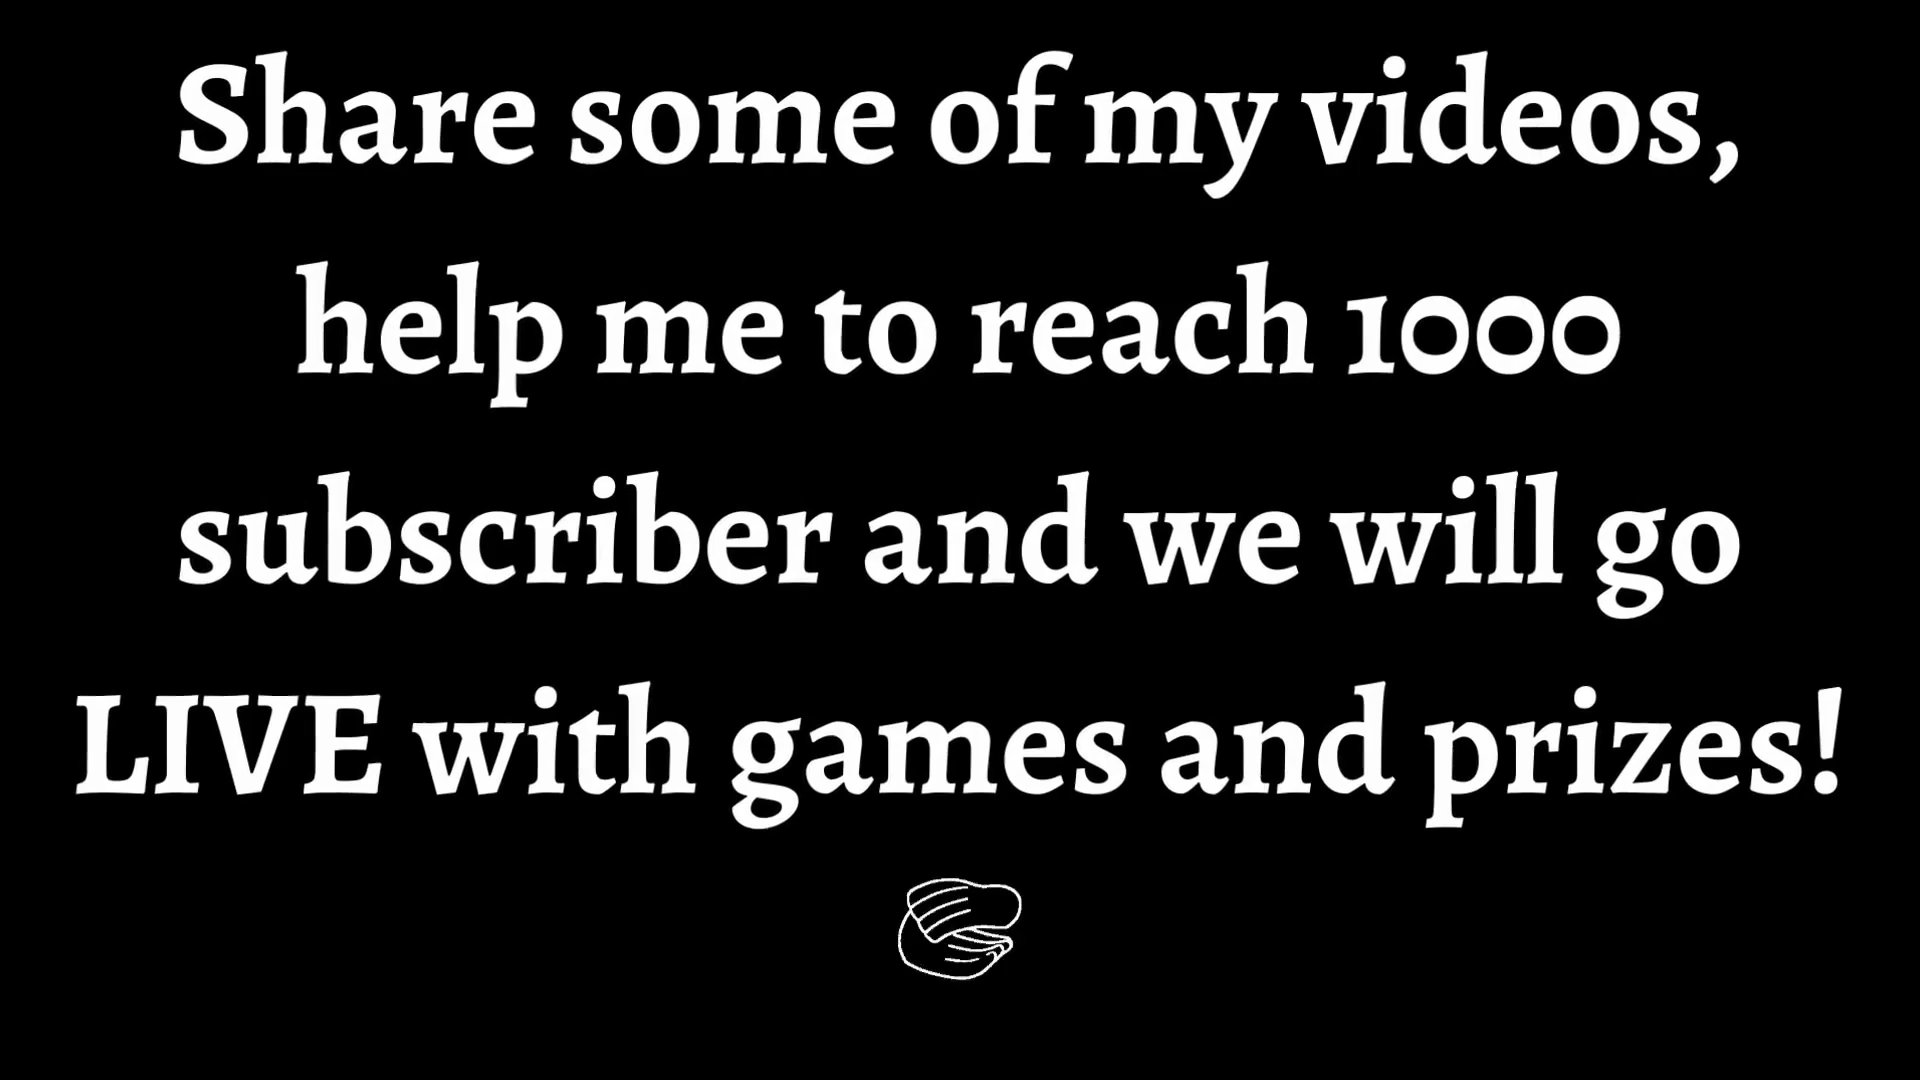 Share some of my videos,
help me to reach 1000
subscriber and we will go
LIVE with games and prizes!